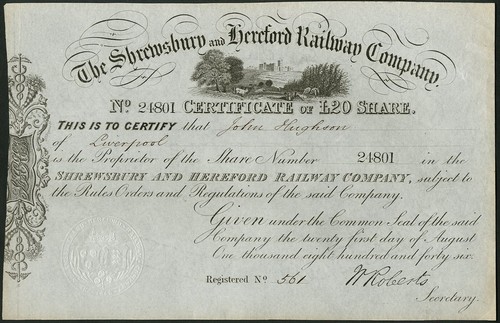 The Shrewsbury and Hereford Railway Company.
No 24801 CERTIFICATE OF £20 SHARE.
THIS IS TO CERTIFY that John Hughson
of Liverpool
is the Proprietor of the Share Number 24801 in the
SHREWSBURY AND HEREFORD RAILWAY COMPANY, subject to
the Rules Orders and Regulations of the said Company.
Given under the Common Seal of the said
Company the twenty first day of August
One thousand eight hundred and forty six.
Registered No 561 W Roberts
Secretary.